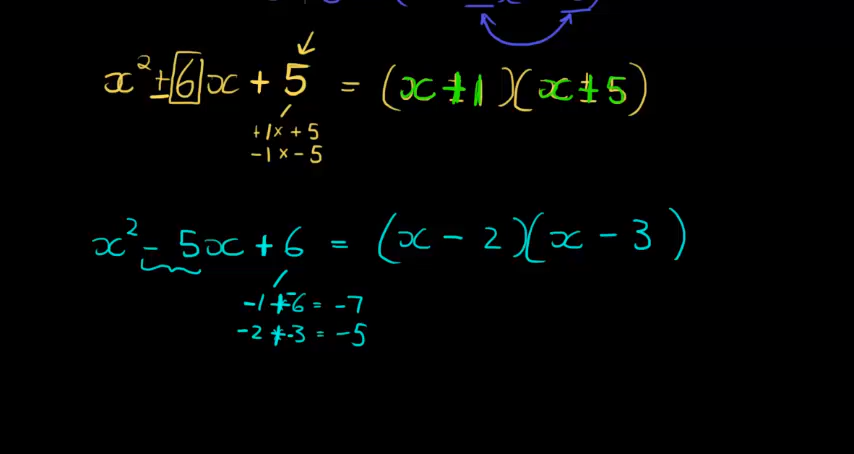 x² ± 6x + 5 = (x ± 1)(x ± 5)
+1 x + 5
-1 x - 5
x² - 5x + 6 = (x - 2)(x - 3)
-1 + -6 = -7
-2 + -3 = -5